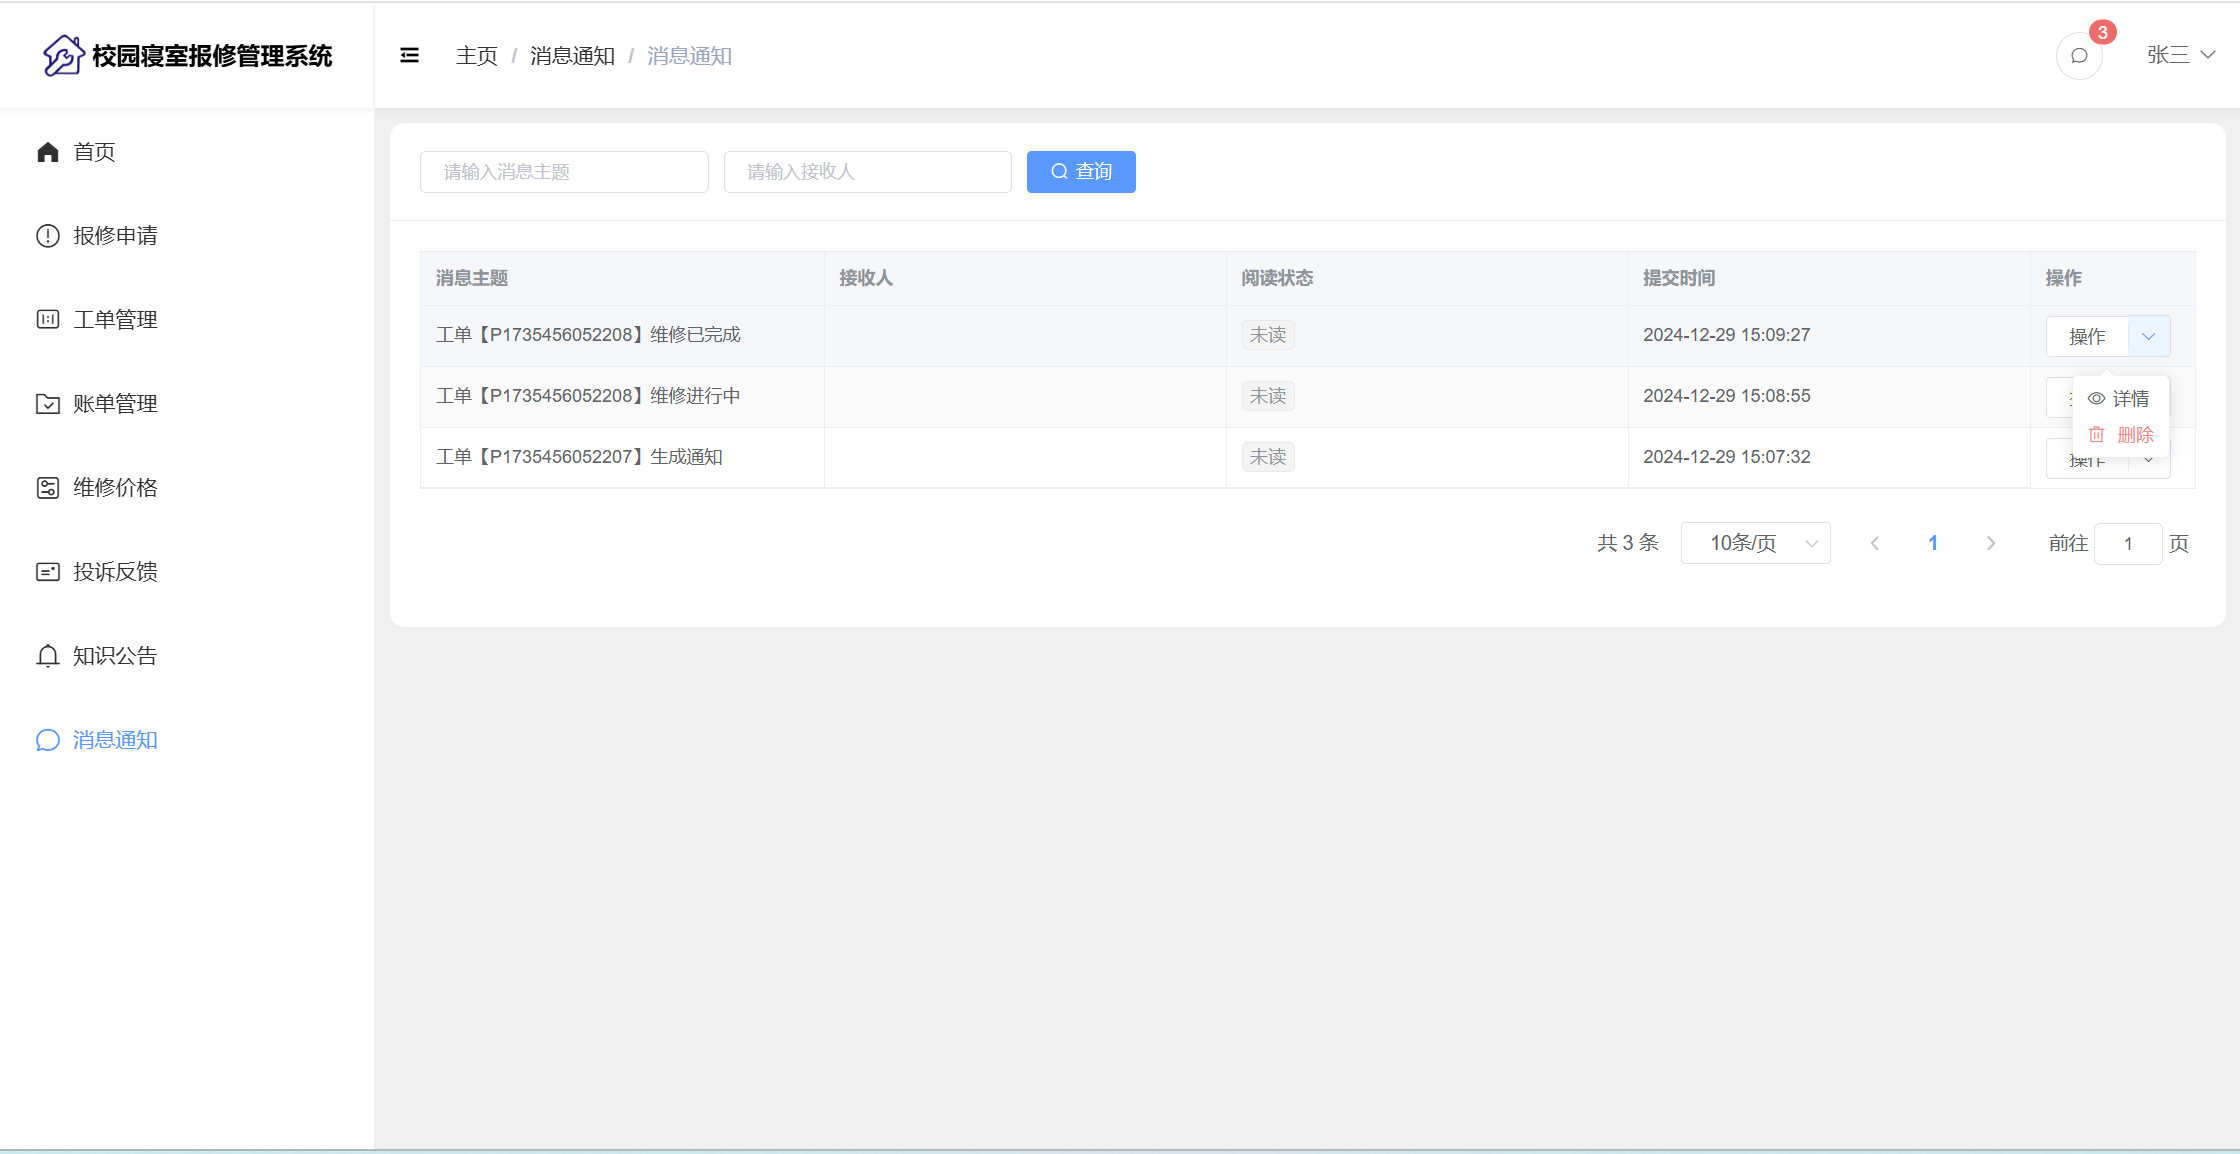 校园寝室报修管理系统
主页 / 消息通知 / 消息通知
3
张三
首页
报修申请
工单管理
账单管理
维修价格
投诉反馈
知识公告
消息通知
请输入消息主题 请输入接收人 查询
消息主题 接收人 阅读状态 提交时间 操作
工单【P1735456052208】维修已完成 未读 2024-12-29 15:09:27 操作
工单【P1735456052208】维修进行中 未读 2024-12-29 15:08:55
详情
删除
工单【P1735456052207】生成通知 未读 2024-12-29 15:07:32 操作
共 3 条 10条/页 1 前往 1 页